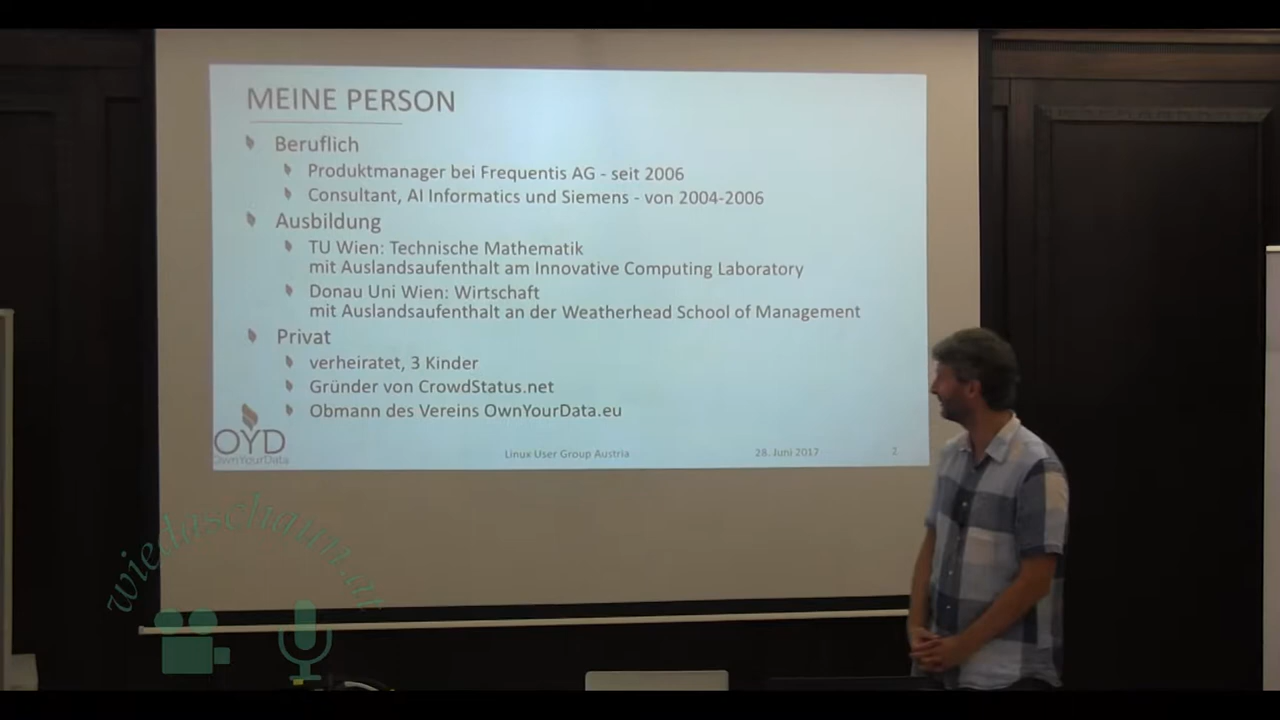 MEINE PERSON
Beruflich
Produktmanager bei Frequentis AG - seit 2006
Consultant, AI Informatics und Siemens - von 2004-2006
Ausbildung
TU Wien: Technische Mathematik
mit Auslandsaufenthalt am Innovative Computing Laboratory
Donau Uni Wien: Wirtschaft
mit Auslandsaufenthalt an der Weatherhead School of Management
Privat
verheiratet, 3 Kinder
Gründer von CrowdStatus.net
Obmann des Vereins OwnYourData.eu
OYD
OwnYourData
Linux User Group Austria
28. Juni 2017
2